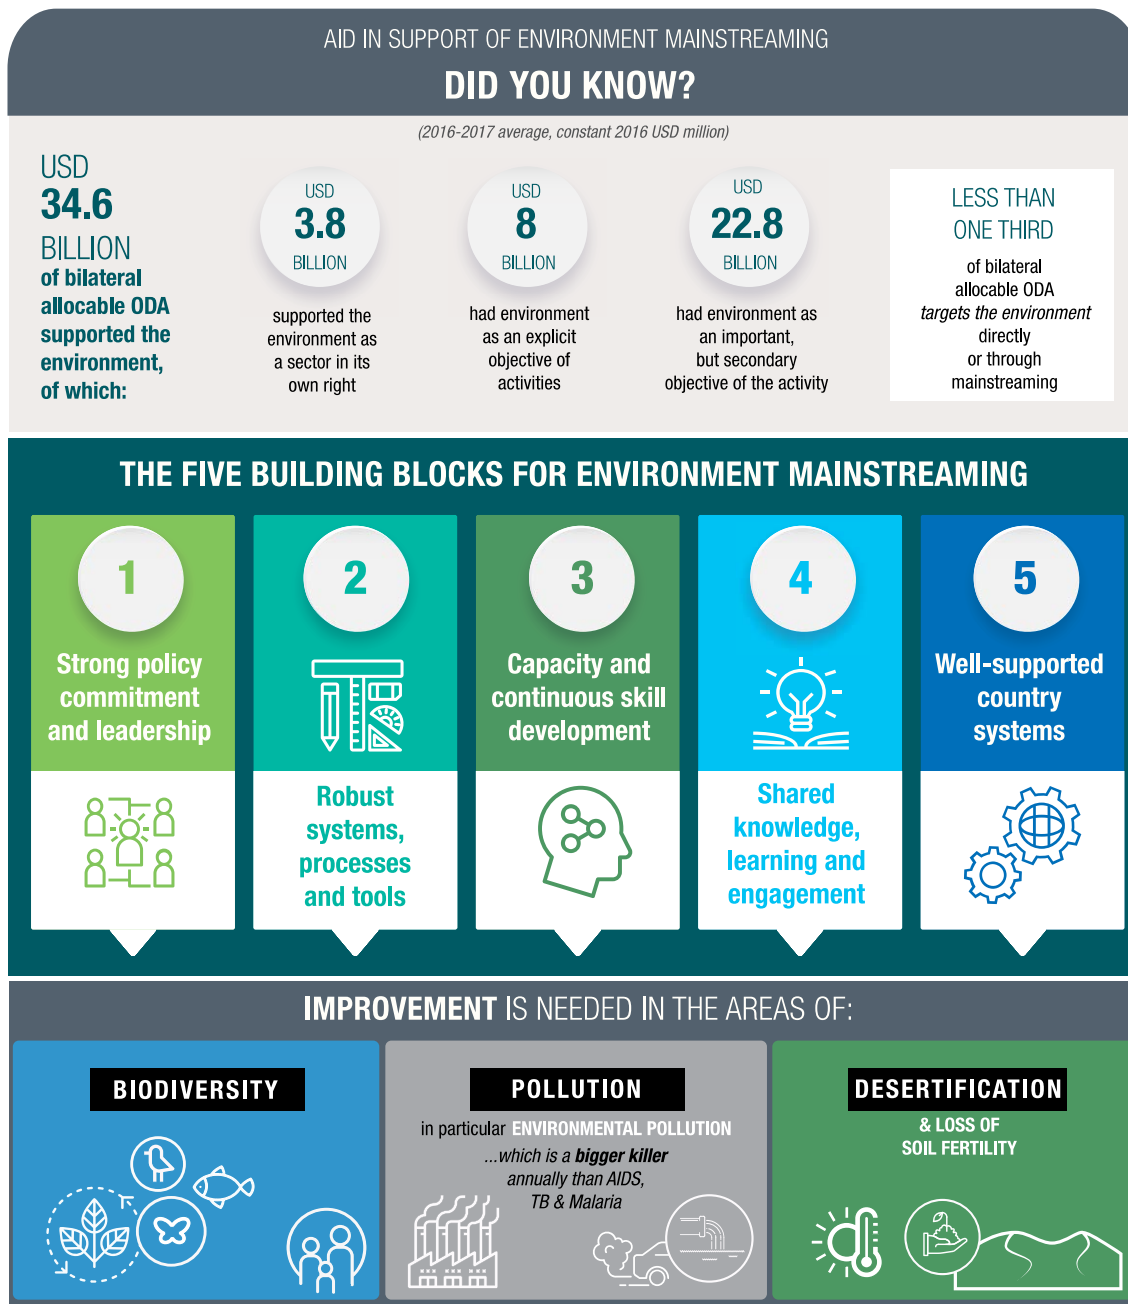 AID IN SUPPORT OF ENVIRONMENT MAINSTREAMING
DID YOU KNOW?
(2016-2017 average, constant 2016 USD million)
USD
34.6
BILLION
of bilateral
allocable ODA
supported the
environment,
of which:
USD
3.8
BILLION
supported the
environment as
a sector in its
own right
USD
8
BILLION
had environment
as an explicit
objective of
activities
USD
22.8
BILLION
had environment as
an important,
but secondary
objective of the activity
LESS THAN
ONE THIRD
of bilateral
allocable ODA
targets the environment
directly
or through
mainstreaming
THE FIVE BUILDING BLOCKS FOR ENVIRONMENT MAINSTREAMING
1
Strong policy
commitment
and leadership
2
Robust
systems,
processes
and tools
3
Capacity and
continuous skill
development
4
Shared
knowledge,
learning and
engagement
5
Well-supported
country
systems
IMPROVEMENT IS NEEDED IN THE AREAS OF:
BIODIVERSITY
POLLUTION
in particular ENVIRONMENTAL POLLUTION
...which is a bigger killer
annually than AIDS,
TB & Malaria
DESERTIFICATION
& LOSS OF
SOIL FERTILITY